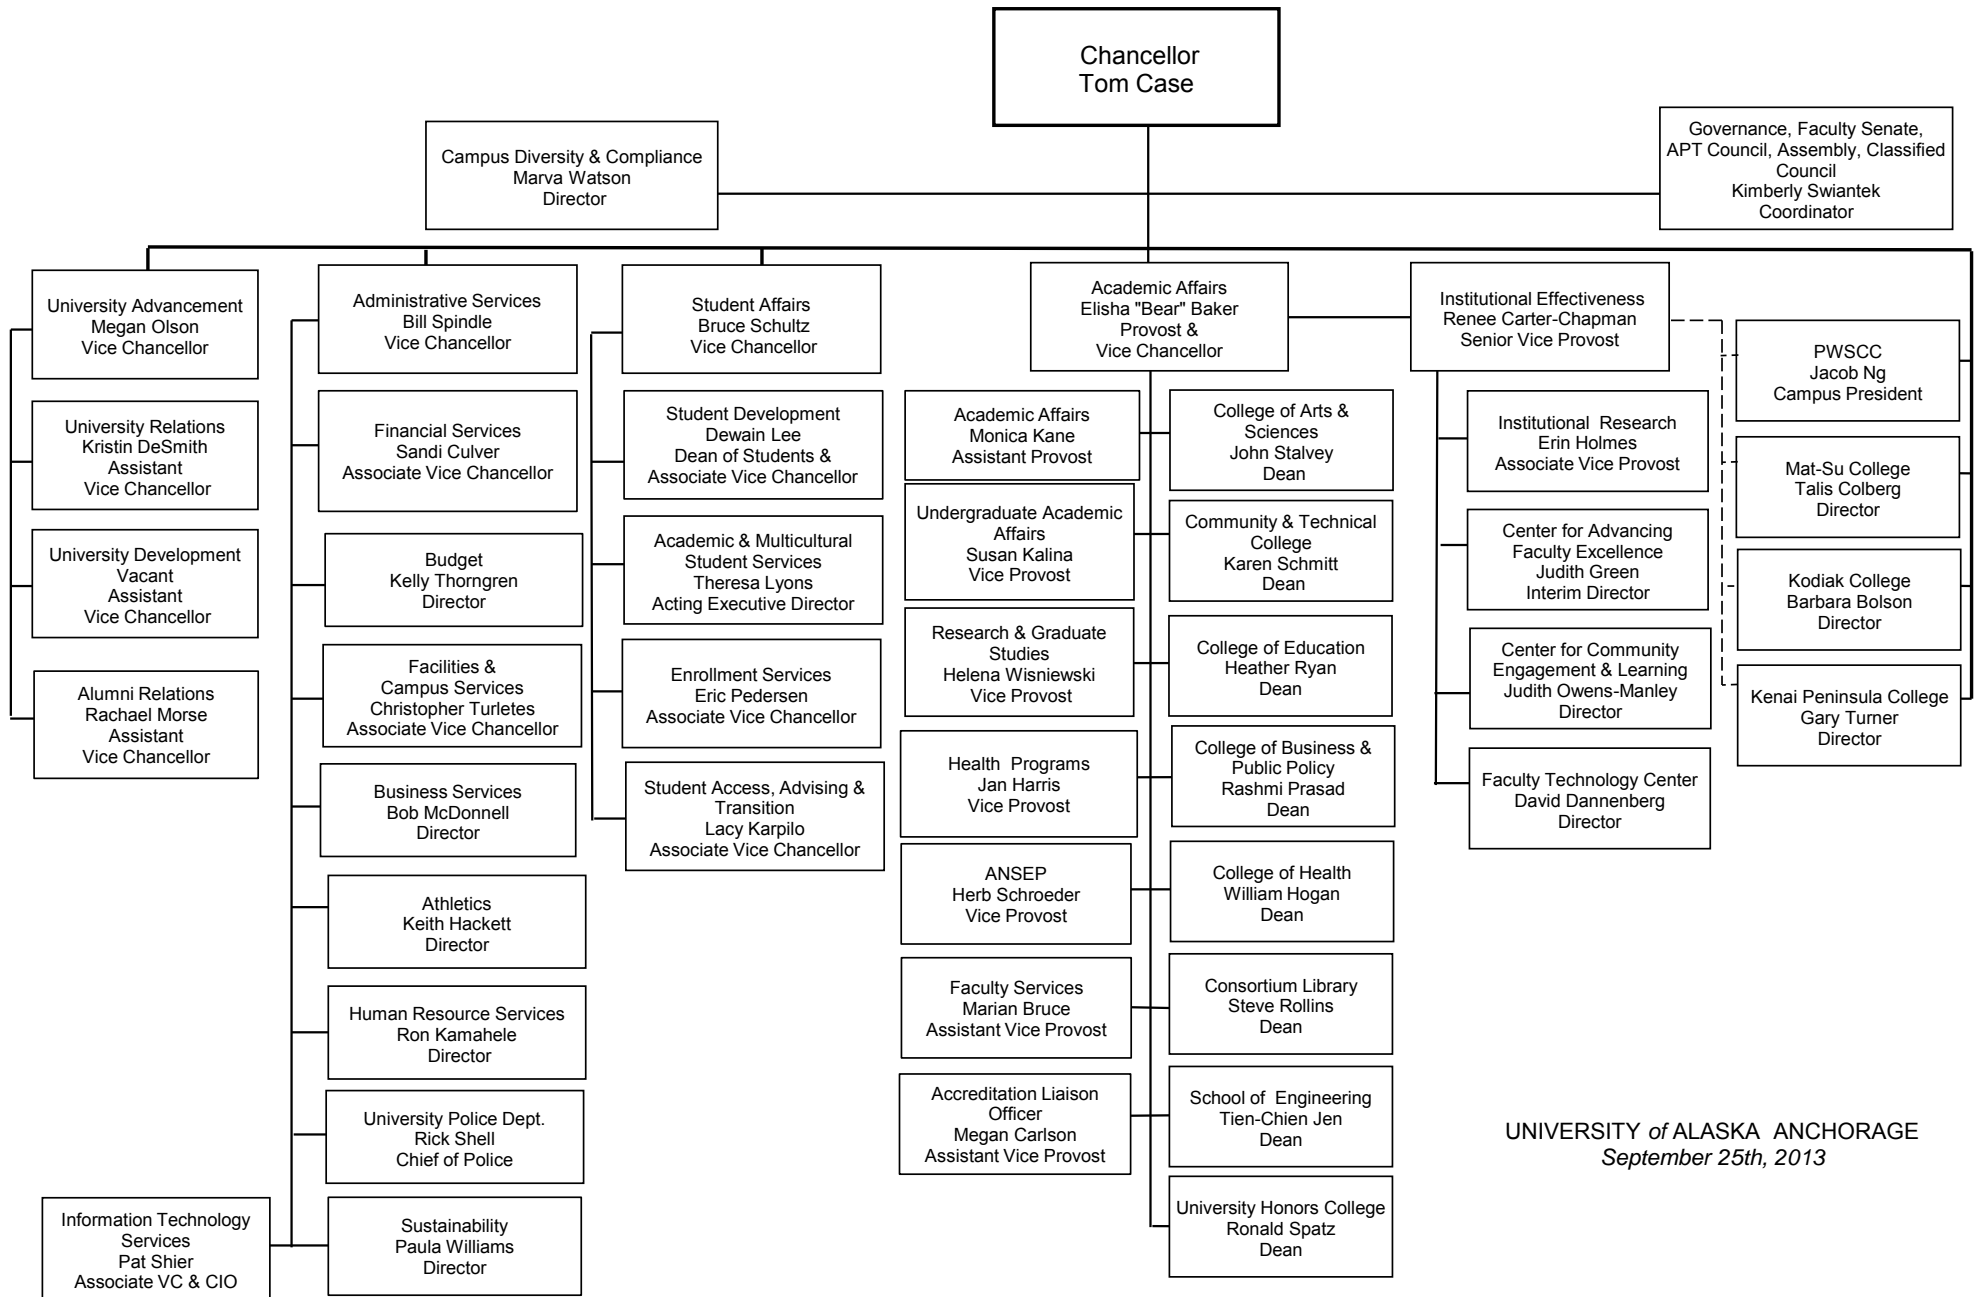 Chancellor
Tom Case
Campus Diversity & Compliance
Marva Watson
Director
Governance, Faculty Senate,
APT Council, Assembly, Classified
Council
Kimberly Swiantek
Coordinator
University Advancement
Megan Olson
Vice Chancellor
University Relations
Kristin DeSmith
Assistant
Vice Chancellor
University Development
Vacant
Assistant
Vice Chancellor
Alumni Relations
Rachael Morse
Assistant
Vice Chancellor
Administrative Services
Bill Spindle
Vice Chancellor
Financial Services
Sandi Culver
Associate Vice Chancellor
Budget
Kelly Thorngren
Director
Facilities &
Campus Services
Christopher Turletes
Associate Vice Chancellor
Business Services
Bob McDonnell
Director
Athletics
Keith Hackett
Director
Human Resource Services
Ron Kamahele
Director
University Police Dept.
Rick Shell
Chief of Police
Information Technology
Services
Pat Shier
Associate VC & CIO
Sustainability
Paula Williams
Director
Student Affairs
Bruce Schultz
Vice Chancellor
Student Development
Dewain Lee
Dean of Students &
Associate Vice Chancellor
Academic & Multicultural
Student Services
Theresa Lyons
Acting Executive Director
Enrollment Services
Eric Pedersen
Associate Vice Chancellor
Student Access, Advising &
Transition
Lacy Karpilo
Associate Vice Chancellor
Academic Affairs
Elisha "Bear" Baker
Provost &
Vice Chancellor
Academic Affairs
Monica Kane
Assistant Provost
Undergraduate Academic
Affairs
Susan Kalina
Vice Provost
Research & Graduate
Studies
Helena Wisniewski
Vice Provost
Health Programs
Jan Harris
Vice Provost
ANSEP
Herb Schroeder
Vice Provost
Faculty Services
Marian Bruce
Assistant Vice Provost
Accreditation Liaison
Officer
Megan Carlson
Assistant Vice Provost
College of Arts &
Sciences
John Stalvey
Dean
Community & Technical
College
Karen Schmitt
Dean
College of Education
Heather Ryan
Dean
College of Business &
Public Policy
Rashmi Prasad
Dean
College of Health
William Hogan
Dean
Consortium Library
Steve Rollins
Dean
School of Engineering
Tien-Chien Jen
Dean
University Honors College
Ronald Spatz
Dean
Institutional Effectiveness
Renee Carter-Chapman
Senior Vice Provost
Institutional Research
Erin Holmes
Associate Vice Provost
Center for Advancing
Faculty Excellence
Judith Green
Interim Director
Center for Community
Engagement & Learning
Judith Owens-Manley
Director
Faculty Technology Center
David Dannenberg
Director
PWSCC
Jacob Ng
Campus President
Mat-Su College
Talis Colberg
Director
Kodiak College
Barbara Bolson
Director
Kenai Peninsula College
Gary Turner
Director
UNIVERSITY of ALASKA ANCHORAGE
September 25th, 2013